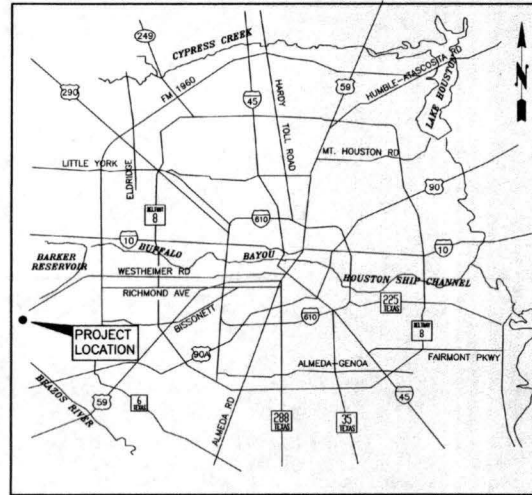 249
CYPRESS CREEK
290
FM 1960
45
HARDY
TOLL ROAD
59
HUMBLE-ATASCOSITA RD
LAKE HOUSTON
N
LITTLE YORK
ELDRIDGE
MT. HOUSTON RD
90
BELTWAY
8
610
10
BUFFALO
BAYOU
10
BARKER
RESERVOIR
WESTHEIMER RD
HOUSTON SHIP CHANNEL
RICHMOND AVE
225
TEXAS
BISSONETT
610
BELTWAY
8
PROJECT
LOCATION
90A
ALMEDA-GENOA
FAIRMONT PKWY
BRAZOS RIVER
59
6
TEXAS
ALMEDA RD
288
TEXAS
35
TEXAS
45